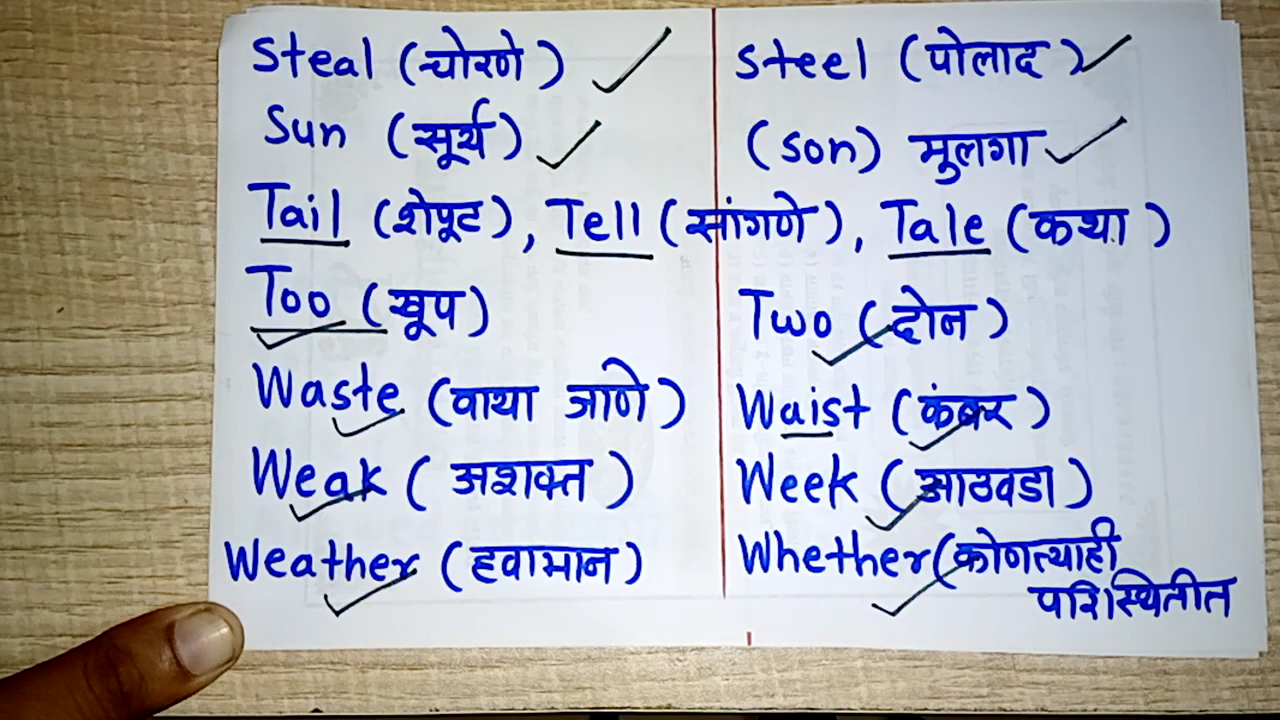 Steal (चोरणे) Steel (पोलाद)
Sun (सूर्य) (son) मुलगा
Tail (शेपूट), Tell (सांगणे), Tale (कथा)
Too (खूप) Two (दोन)
Waste (वाया जाणे) Waist (कंबर)
Weak (अशक्त) Week (आठवडा)
Weather (हवामान) Whether (कोणत्याही
परिस्थितीत